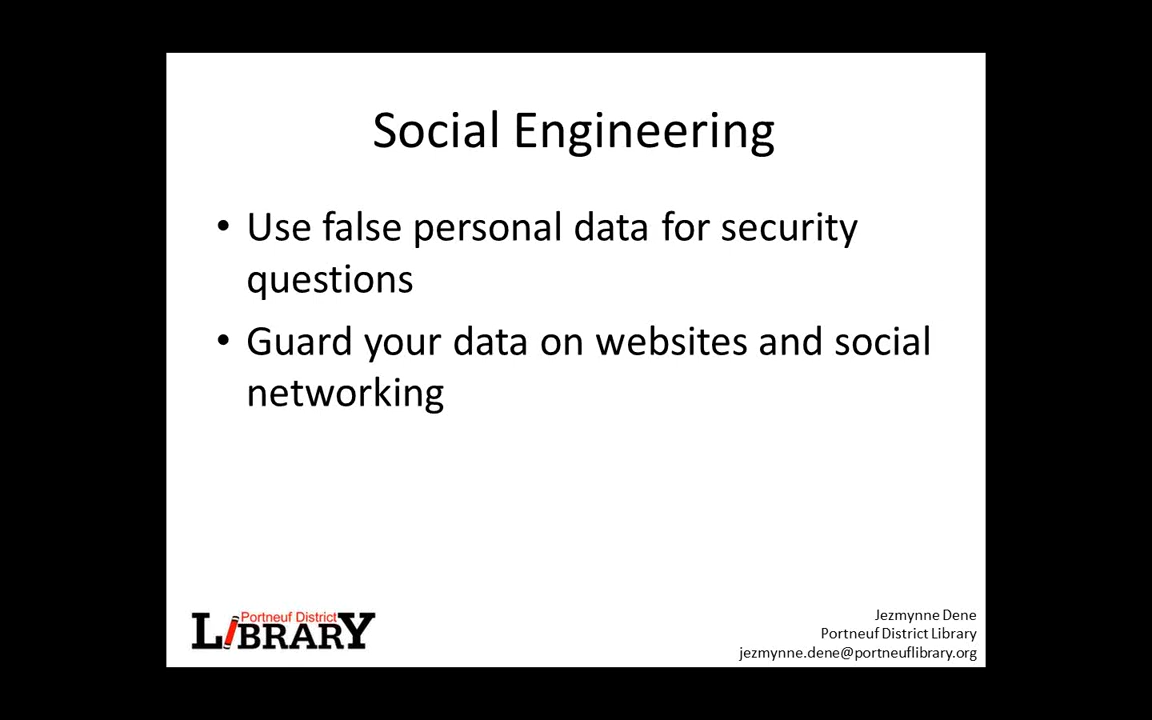 Social Engineering
• Use false personal data for security
questions
• Guard your data on websites and social
networking
Portneuf District
LIBRARY
Jezmynne Dene
Portneuf District Library
jezmynne.dene@portneuflibrary.org